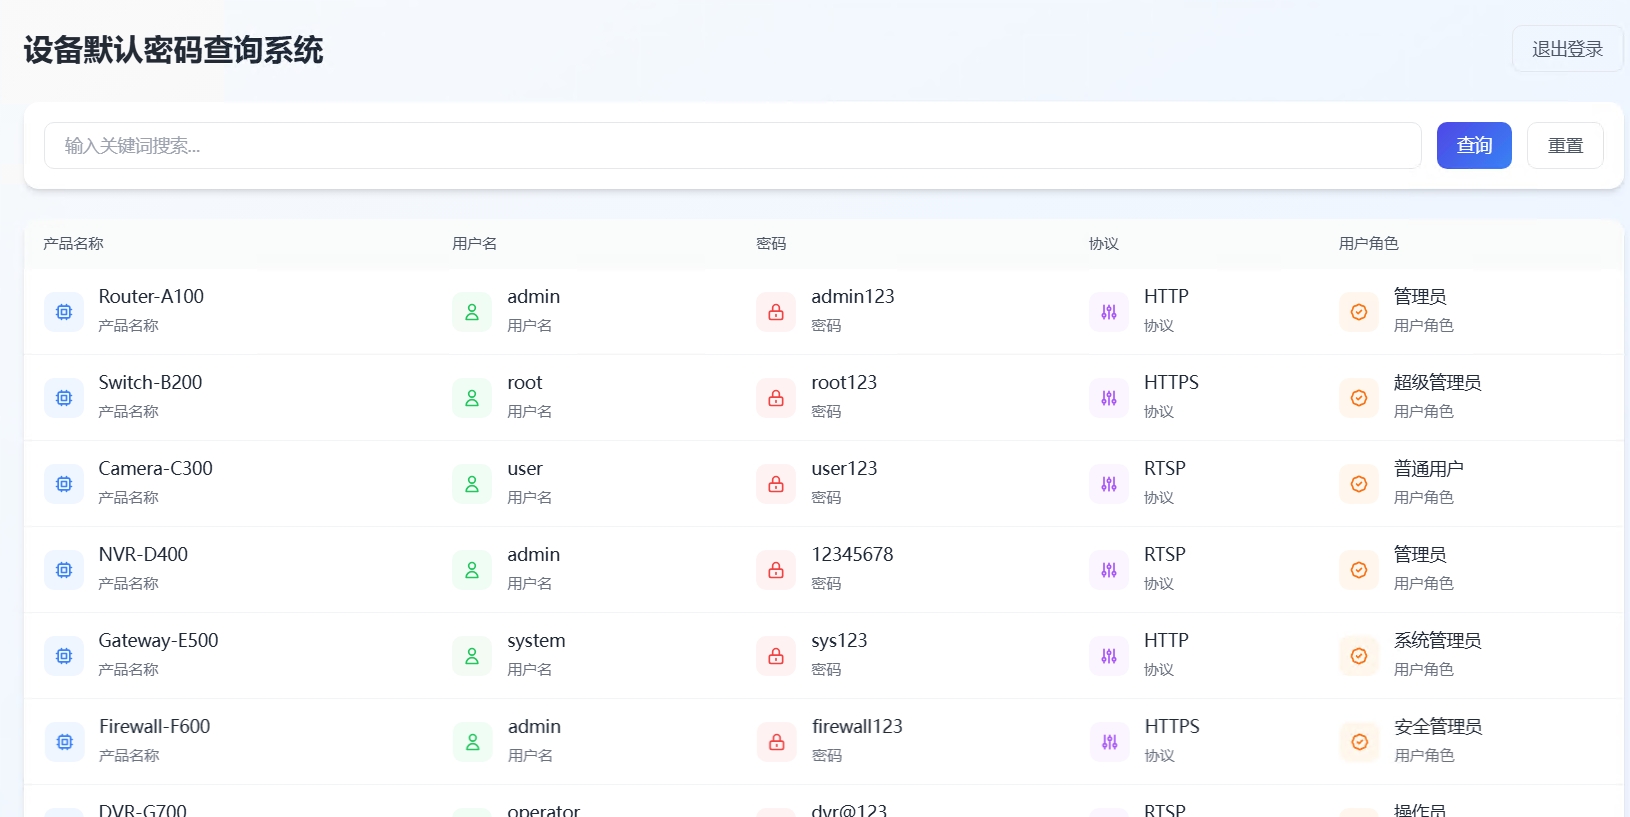 设备默认密码查询系统
退出登录
输入关键词搜索...
查询
重置
产品名称 用户名 密码 协议 用户角色
Router-A100 admin admin123 HTTP 管理员
产品名称 用户名 密码 协议 用户角色
Switch-B200 root root123 HTTPS 超级管理员
产品名称 用户名 密码 协议 用户角色
Camera-C300 user user123 RTSP 普通用户
产品名称 用户名 密码 协议 用户角色
NVR-D400 admin 12345678 RTSP 管理员
产品名称 用户名 密码 协议 用户角色
Gateway-E500 system sys123 HTTP 系统管理员
产品名称 用户名 密码 协议 用户角色
Firewall-F600 admin firewall123 HTTPS 安全管理员
产品名称 用户名 密码 协议 用户角色
DVR-G700 operator dvr@123 RTSP 操作员